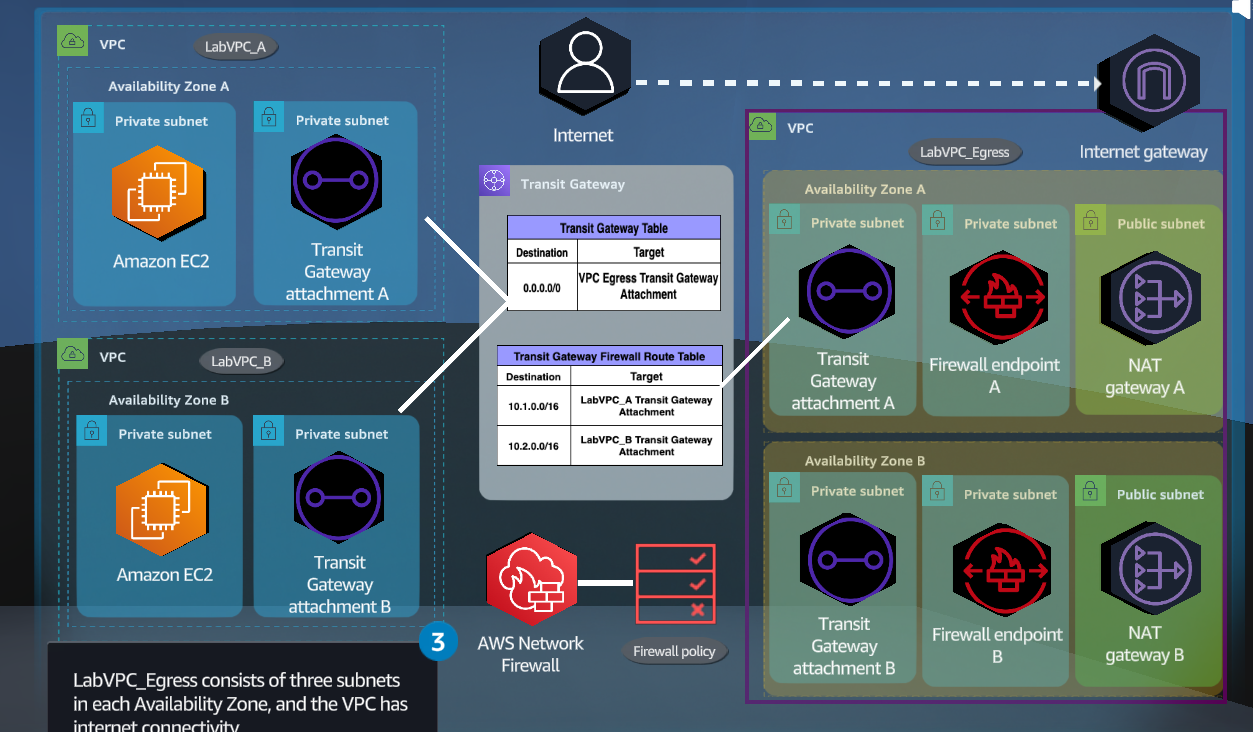 VPC
LabVPC_A
Availability Zone A
Private subnet
Amazon EC2
Private subnet
Transit
Gateway
attachment A
VPC
LabVPC_B
Availability Zone B
Private subnet
Amazon EC2
Private subnet
Transit
Gateway
attachment B
3
LabVPC_Egress consists of three subnets
in each Availability Zone, and the VPC has
internet connectivity
Internet
Transit Gateway
Transit Gateway Table
Destination Target
0.0.0.0/0 VPC Egress Transit Gateway
Attachment
Transit Gateway Firewall Route Table
Destination Target
10.1.0.0/16 LabVPC_A Transit Gateway
Attachment
10.2.0.0/16 LabVPC_B Transit Gateway
Attachment
AWS Network
Firewall
Firewall policy
Internet gateway
VPC
LabVPC_Egress
Availability Zone A
Private subnet
Transit
Gateway
attachment A
Private subnet
Firewall endpoint
A
Public subnet
NAT
gateway A
Availability Zone B
Private subnet
Transit
Gateway
attachment B
Private subnet
Firewall endpoint
B
Public subnet
NAT
gateway B